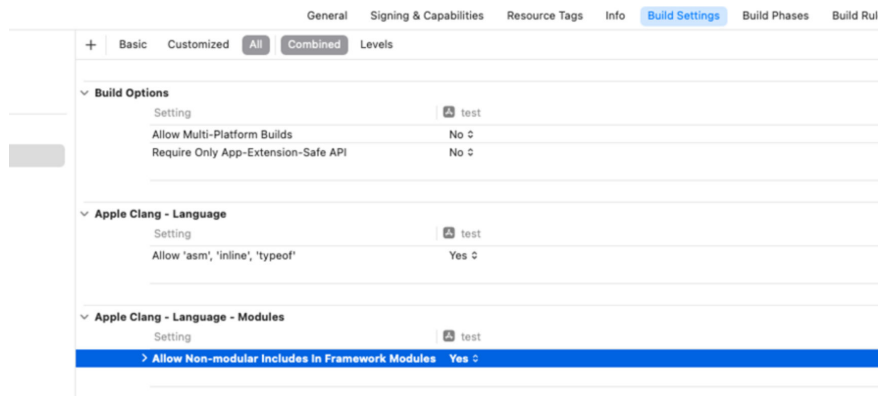 General Signing & Capabilities Resource Tags Info Build Settings Build Phases Build Rul
+ Basic Customized All Combined Levels
Build Options
Setting test
Allow Multi-Platform Builds No
Require Only App-Extension-Safe API No
Apple Clang - Language
Setting test
Allow 'asm', 'inline', 'typeof' Yes
Apple Clang - Language - Modules
Setting test
Allow Non-modular Includes In Framework Modules Yes